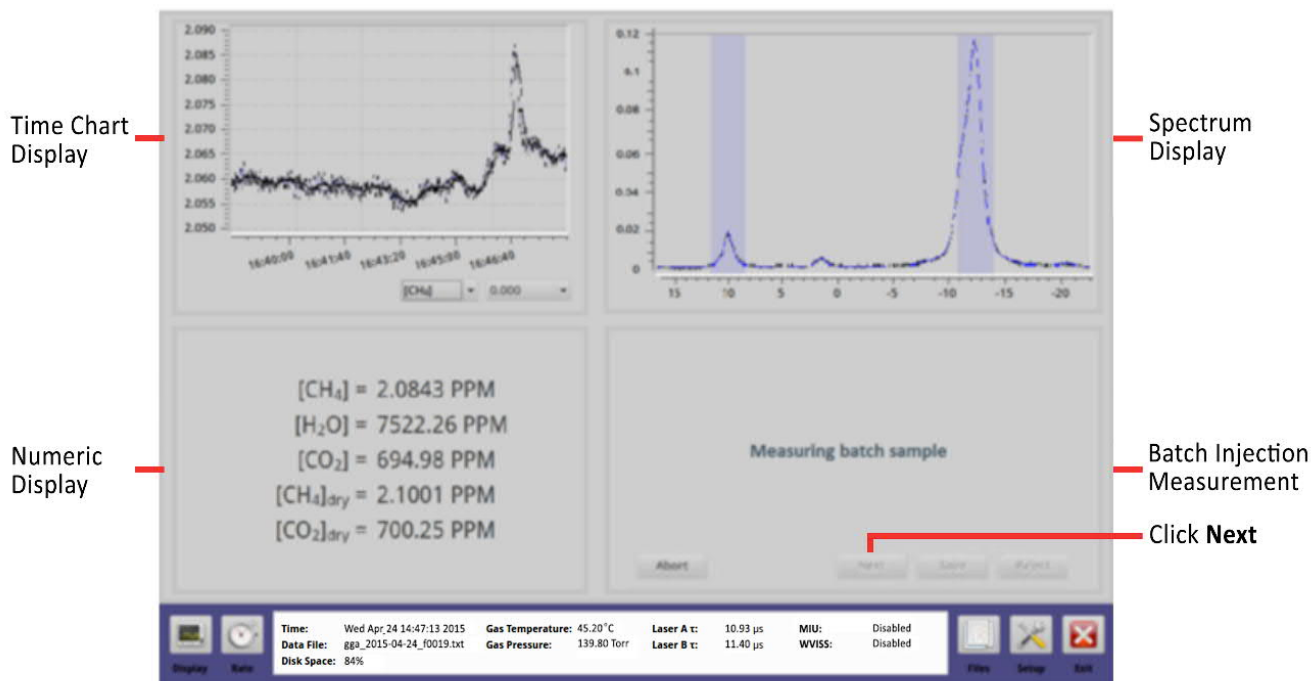 Time Chart
Display
2.090
2.085
2.080
2.075
2.070
2.065
2.060
2.055
2.050
16:40:00 16:41:40 16:43:20 16:45:00 16:46:40
[CH₄] 0.000
0.12
0.1
0.08
0.06
0.04
0.02
0
15 10 5 0 -5 -10 -15 -20
Spectrum
Display
Numeric
Display
[CH₄] = 2.0843 PPM
[H₂O] = 7522.26 PPM
[CO₂] = 694.98 PPM
[CH₄]dry = 2.1001 PPM
[CO₂]dry = 700.25 PPM
Measuring batch sample
Abort Next Save Reject
Batch Injection
Measurement
Click Next
Display Rate
Time: Wed Apr 24 14:47:13 2015 Gas Temperature: 45.20°C Laser A τ: 10.93 µs MIU: Disabled
Data File: gga_2015-04-24_f0019.txt Gas Pressure: 139.80 Torr Laser B τ: 11.40 µs WVISS: Disabled
Disk Space: 84%
Files Setup Exit